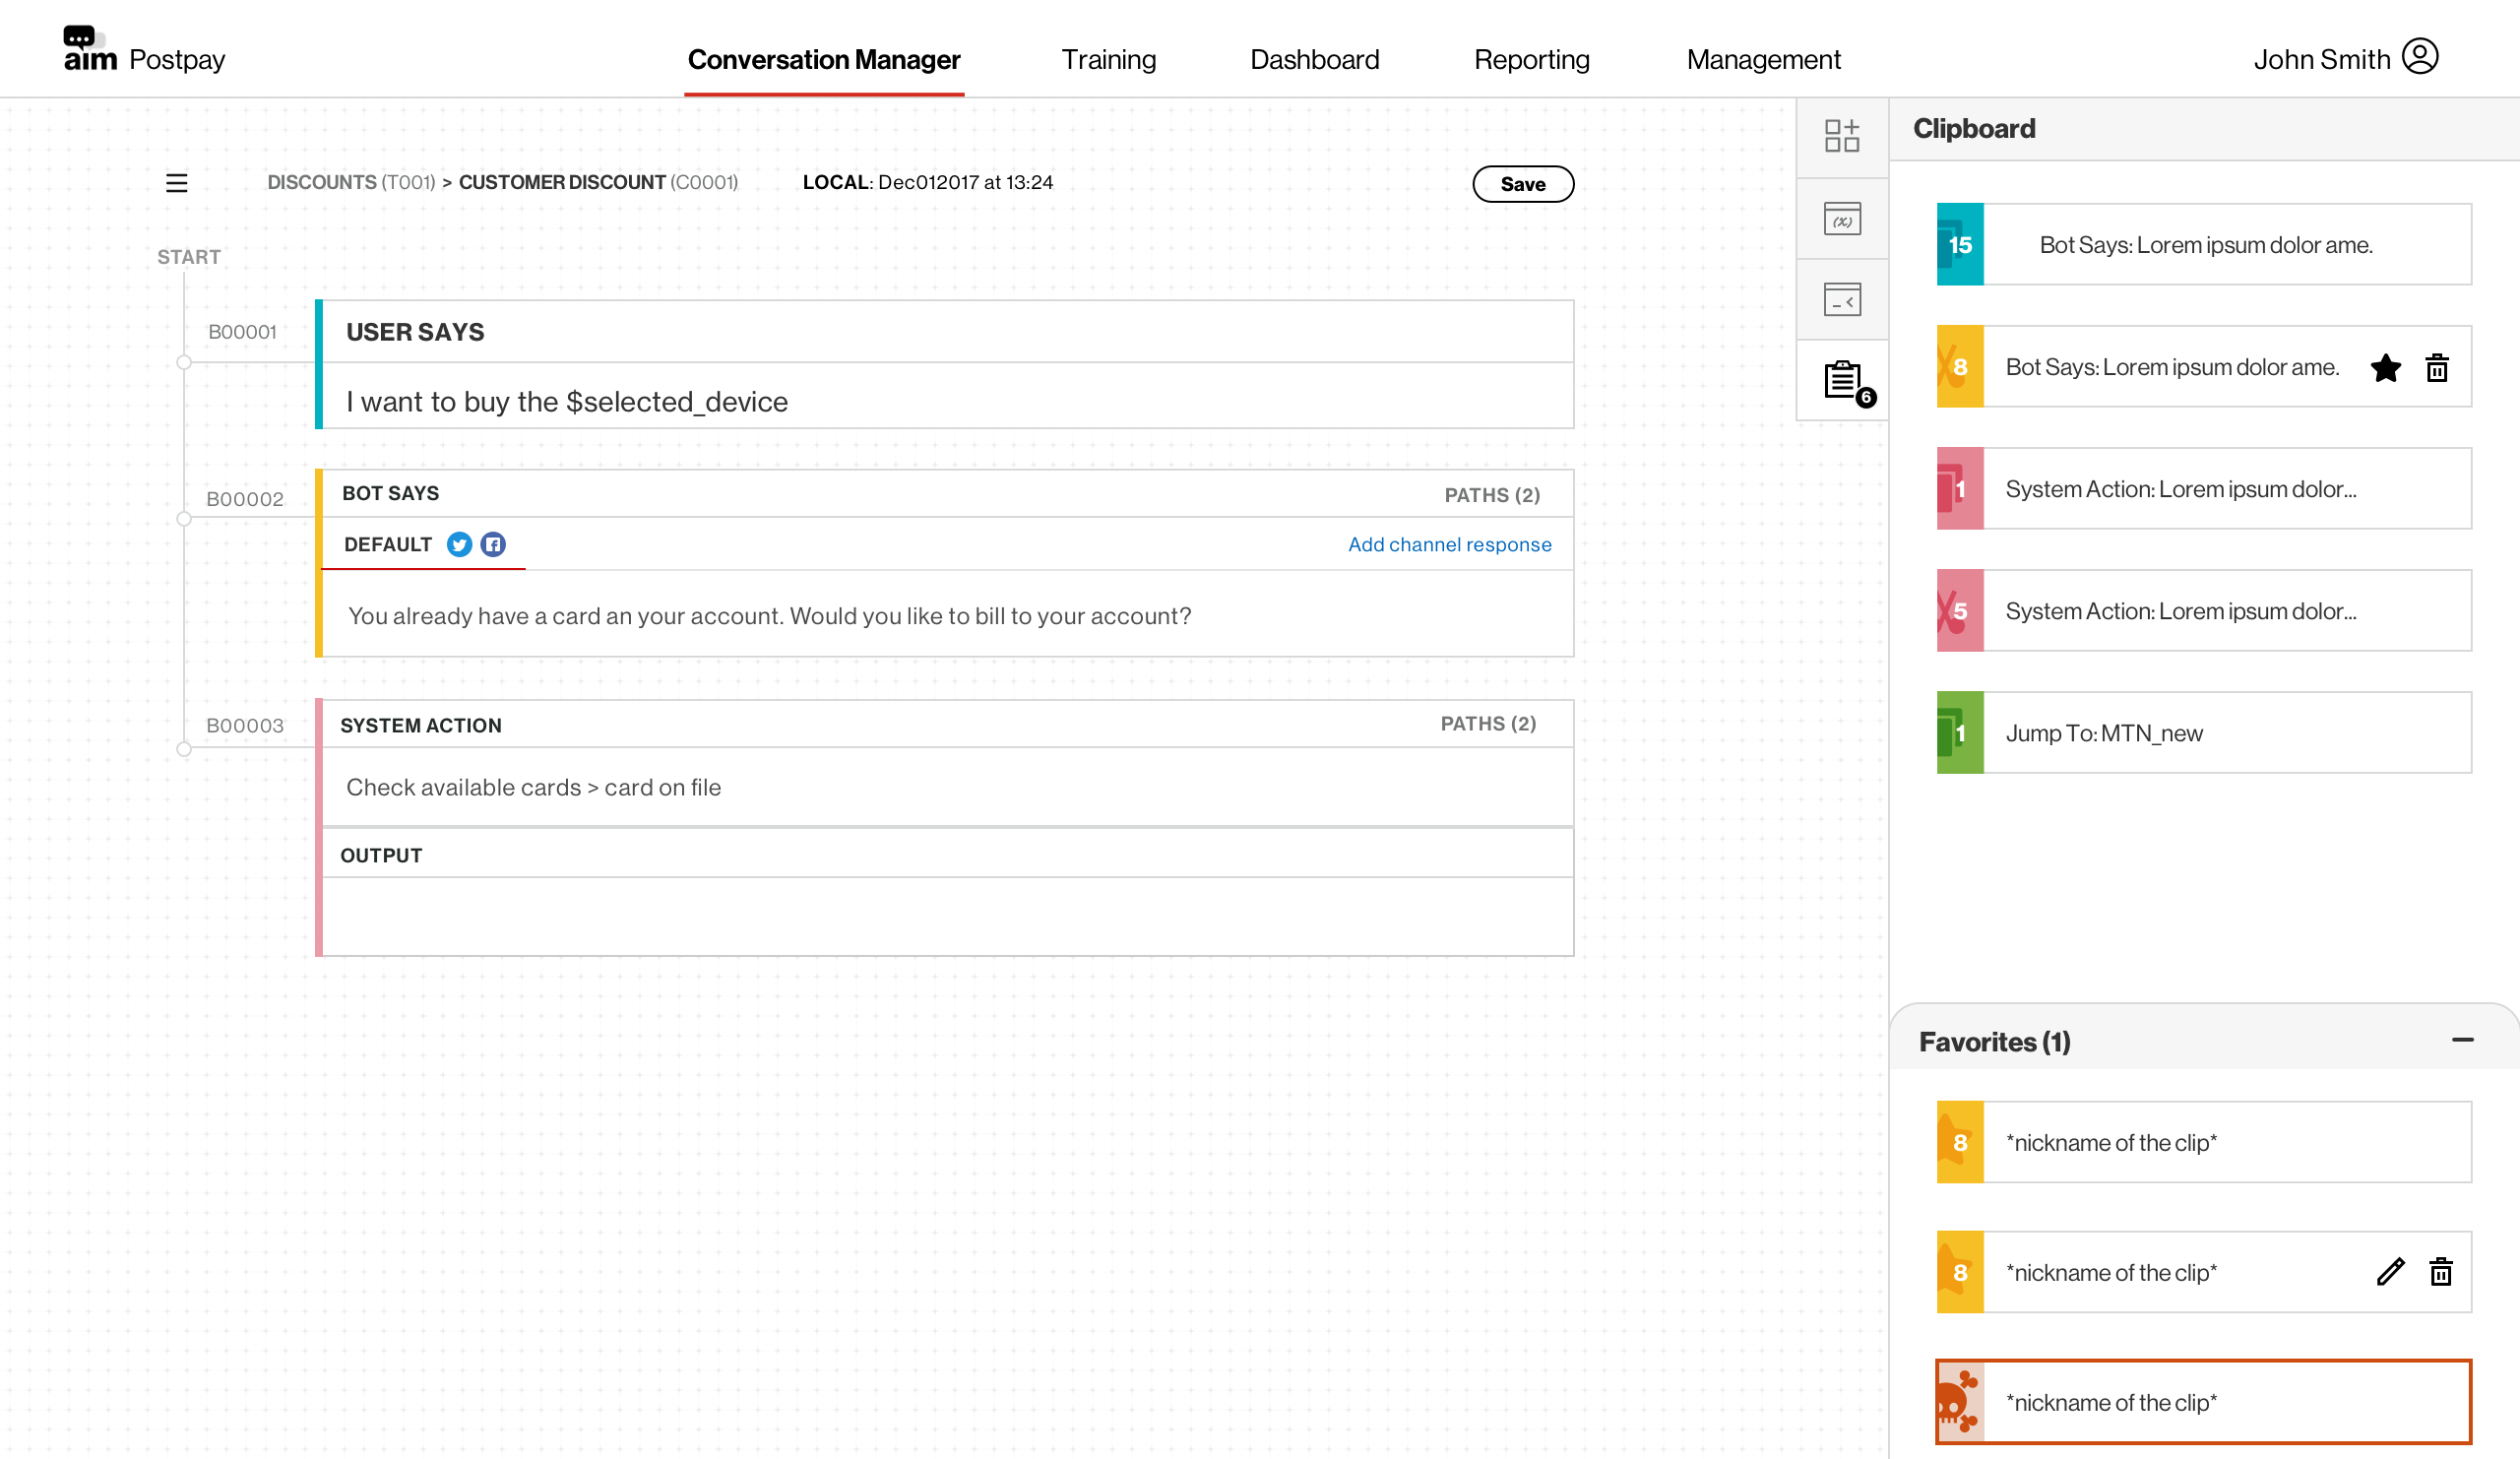 aim Postpay
Conversation Manager
Training
Dashboard
Reporting
Management
John Smith
DISCOUNTS (T001) > CUSTOMER DISCOUNT (C0001)
LOCAL: Dec012017 at 13:24
Save
START
B00001
USER SAYS
I want to buy the $selected_device
B00002
BOT SAYS
PATHS (2)
DEFAULT
Add channel response
You already have a card an your account. Would you like to bill to your account?
B00003
SYSTEM ACTION
PATHS (2)
Check available cards > card on file
OUTPUT
(x)
6
Clipboard
15 Bot Says: Lorem ipsum dolor ame.
8 Bot Says: Lorem ipsum dolor ame.
1 System Action: Lorem ipsum dolor...
5 System Action: Lorem ipsum dolor...
1 Jump To: MTN_new
Favorites (1)
8 *nickname of the clip*
8 *nickname of the clip*
*nickname of the clip*